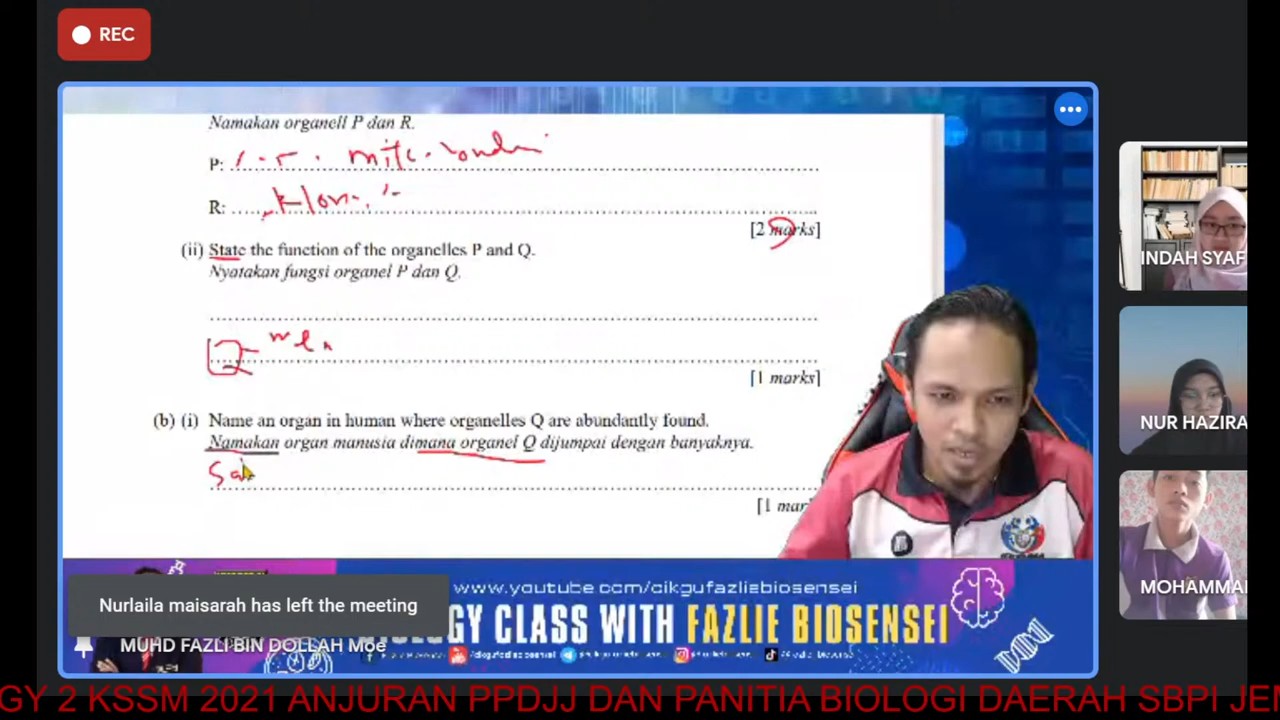 REC
Namakan organell P dan R.
P:
R:
[2 marks]
(ii) State the function of the organelles P and Q.
Nyatakan fungsi organel P dan Q.
[1 marks]
(b) (i) Name an organ in human where organelles Q are abundantly found.
Namakan organ manusia dimana organel Q dijumpai dengan banyaknya.
[1 mar
INDAH SYAF
NUR HAZIRA
MOHAMMA
www.youtube.com/cikgufazliebiosensei
GY CLASS WITH FAZLIE BIOSENSEI
Nurlaila maisarah has left the meeting
MUHD FAZLI BIN DOLLAH Moe
GY 2 KSSM 2021 ANJURAN PPDJJ DAN PANITIA BIOLOGI DAERAH SBPI JE